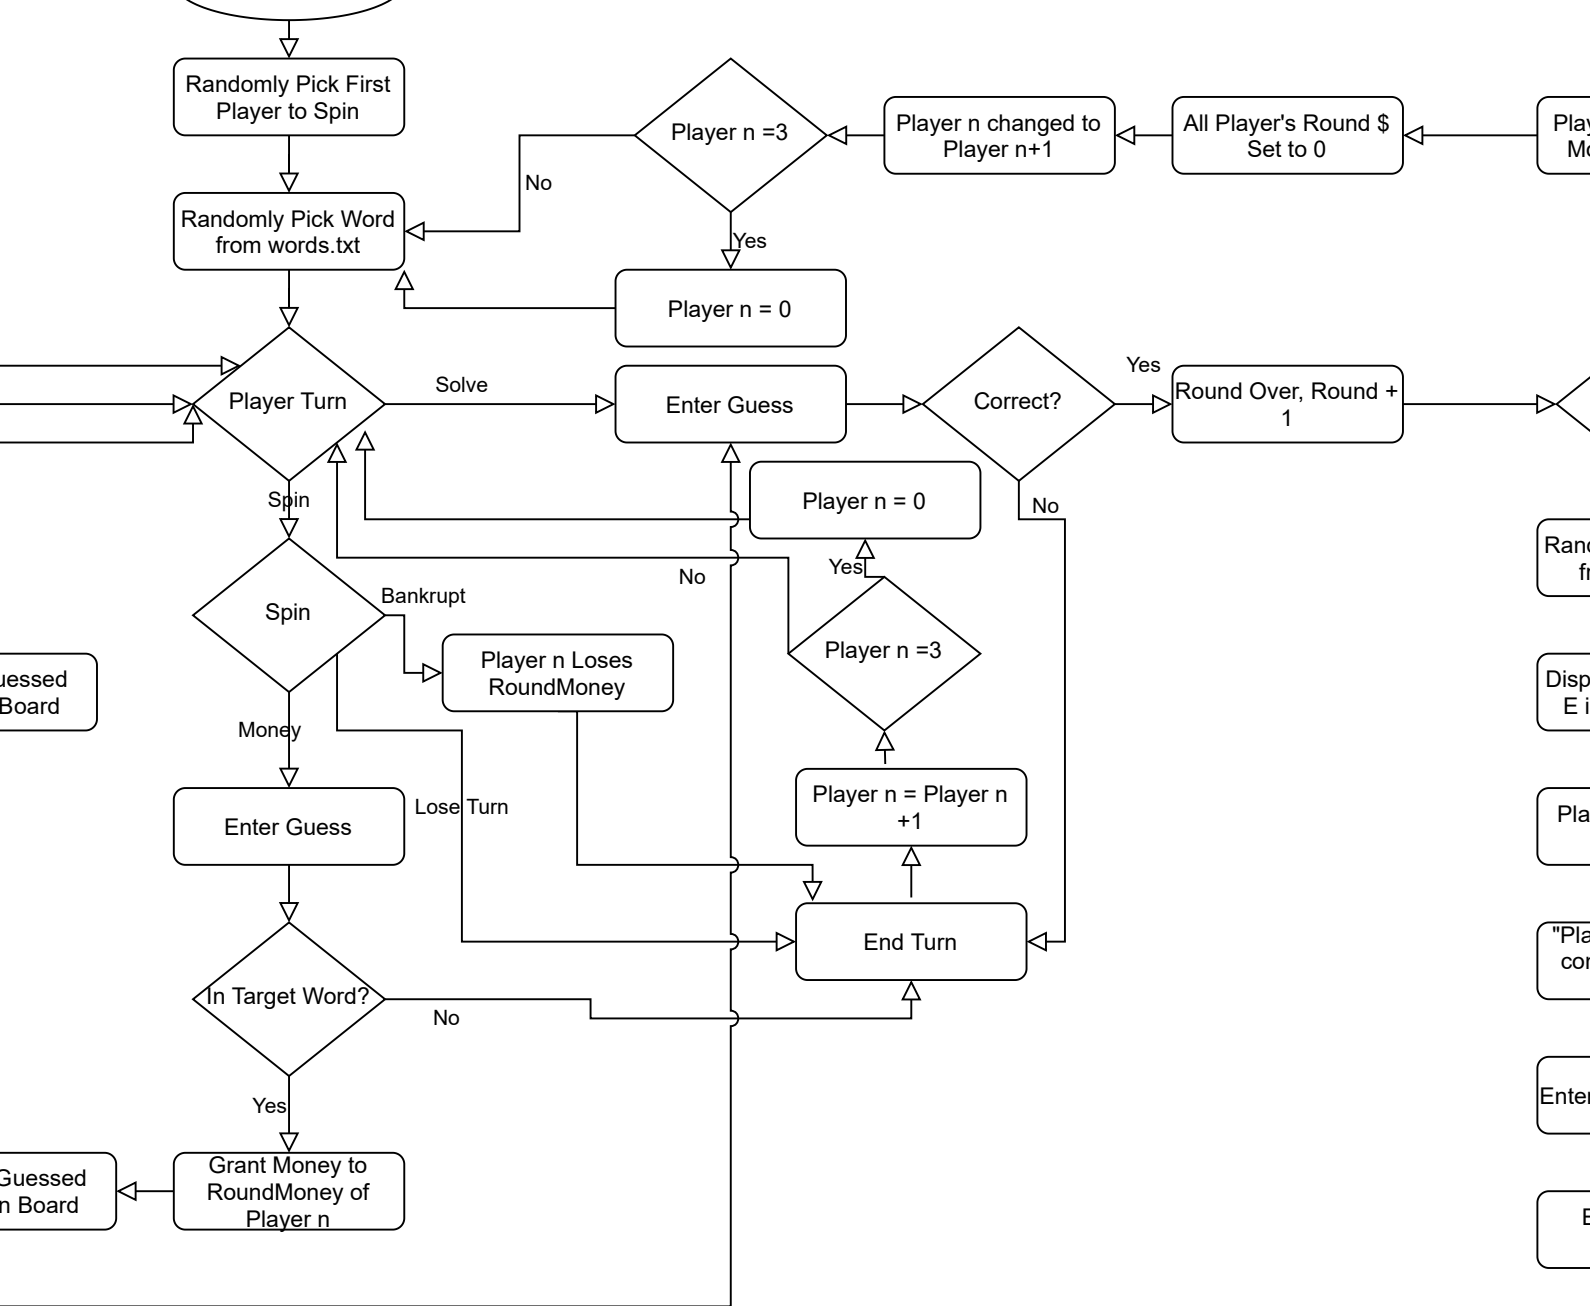 Randomly Pick First
Player to Spin
Player n =3
Player n changed to
Player n+1
All Player's Round $
Set to 0
No
Randomly Pick Word
from words.txt
Yes
Player n = 0
Player Turn
Solve
Enter Guess
Correct?
Yes
Round Over, Round +
1
Spin
Player n = 0
No
No
Yes
Spin
Bankrupt
Player n Loses
RoundMoney
Player n =3
Board
Money
Enter Guess
Lose Turn
Player n = Player n
+1
End Turn
In Target Word?
No
Yes
Grant Money to
RoundMoney of
Player n
Guessed
Board